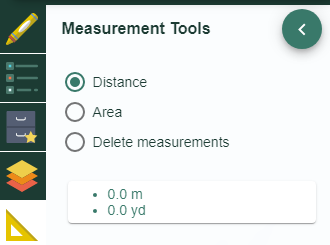 Measurement Tools
Distance
Area
Delete measurements
• 0.0 m
• 0.0 yd